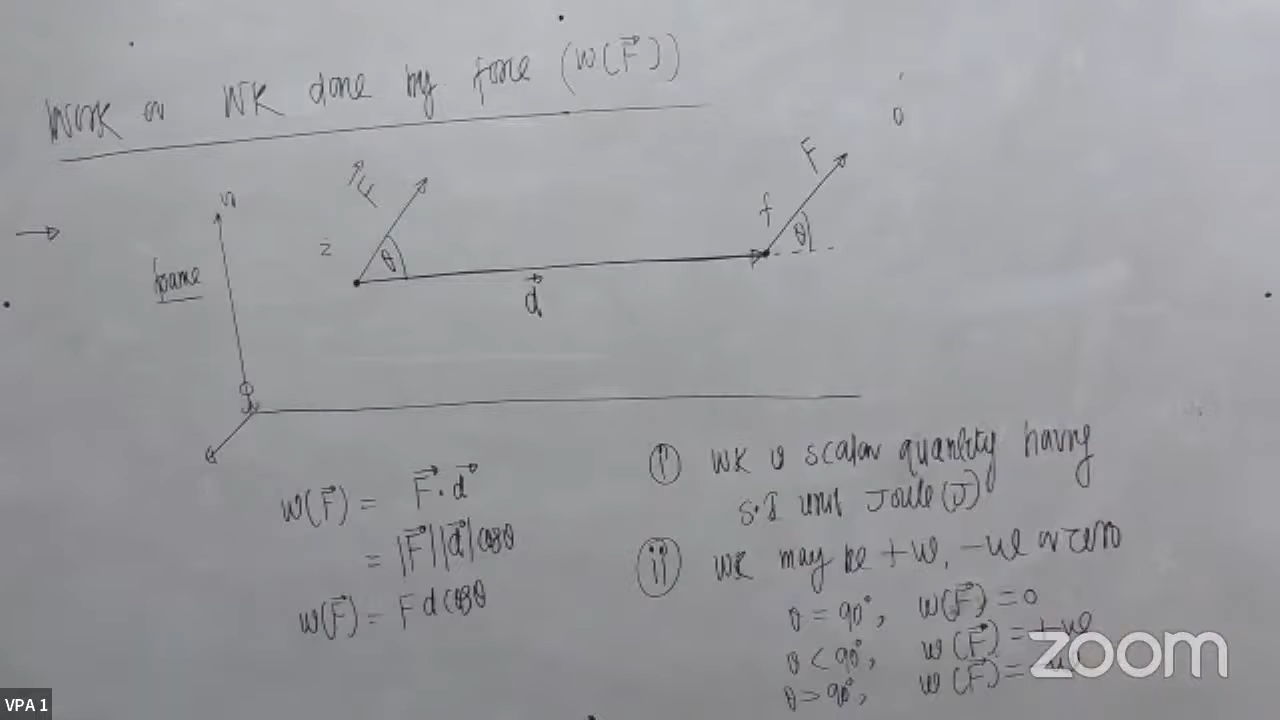 Work or WK done by force (W(F⃗))
F⃗
F
f
θ
θ
i
frame
d⃗
W(F⃗) = F⃗·d⃗
= |F⃗||d⃗|cosθ
W(F⃗) = F d cosθ
(i) WK is scalar quantity having
S.I unit Joule (J)
(ii) WK may be +ve, -ve or zero
θ = 90°, W(F⃗) = 0
θ < 90°, W(F⃗) = +ve
θ > 90°, W(F⃗) = -ve
zoom
VPA 1